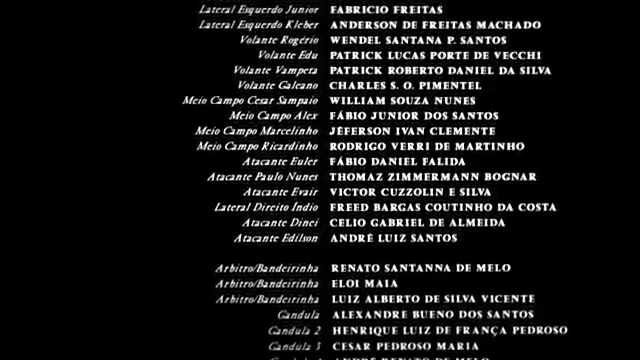 Lateral Esquerdo Junior FABRICIO FREITAS
Lateral Esquerdo Kleber ANDERSON DE FREITAS MACHADO
Volante Rogério WENDEL SANTANA P. SANTOS
Volante Edu PATRICK LUCAS PORTE DE VECCHI
Volante Vampeta PATRICK ROBERTO DANIEL DA SILVA
Volante Galeano CHARLES S. O. PIMENTEL
Meio Campo Cesar Sampaio WILLIAM SOUZA NUNES
Meio Campo Alex FÁBIO JUNIOR DOS SANTOS
Meio Campo Marcelinho JÉFERSON IVAN CLEMENTE
Meio Campo Ricardinho RODRIGO VERRI DE MARTINHO
Atacante Euler FÁBIO DANIEL FALIDA
Atacante Paulo Nunes THOMAZ ZIMMERMANN BOGNAR
Atacante Evair VICTOR CUZZOLIN E SILVA
Lateral Direito Índio FREED BARGAS COUTINHO DA COSTA
Atacante Dinei CELIO GABRIEL DE ALMEIDA
Atacante Edilson ANDRÉ LUIZ SANTOS
Arbitro/Bandeirinha RENATO SANTANNA DE MELO
Arbitro/Bandeirinha ELOI MAIA
Arbitro/Bandeirinha LUIZ ALBERTO DE SILVA VICENTE
Gandula ALEXANDRE BUENO DOS SANTOS
Gandula 2 HENRIQUE LUIZ DE FRANÇA PEDROSO
Gandula 3 CESAR PEDROSO MARIA
ANDRÉ RENATO DE MELO